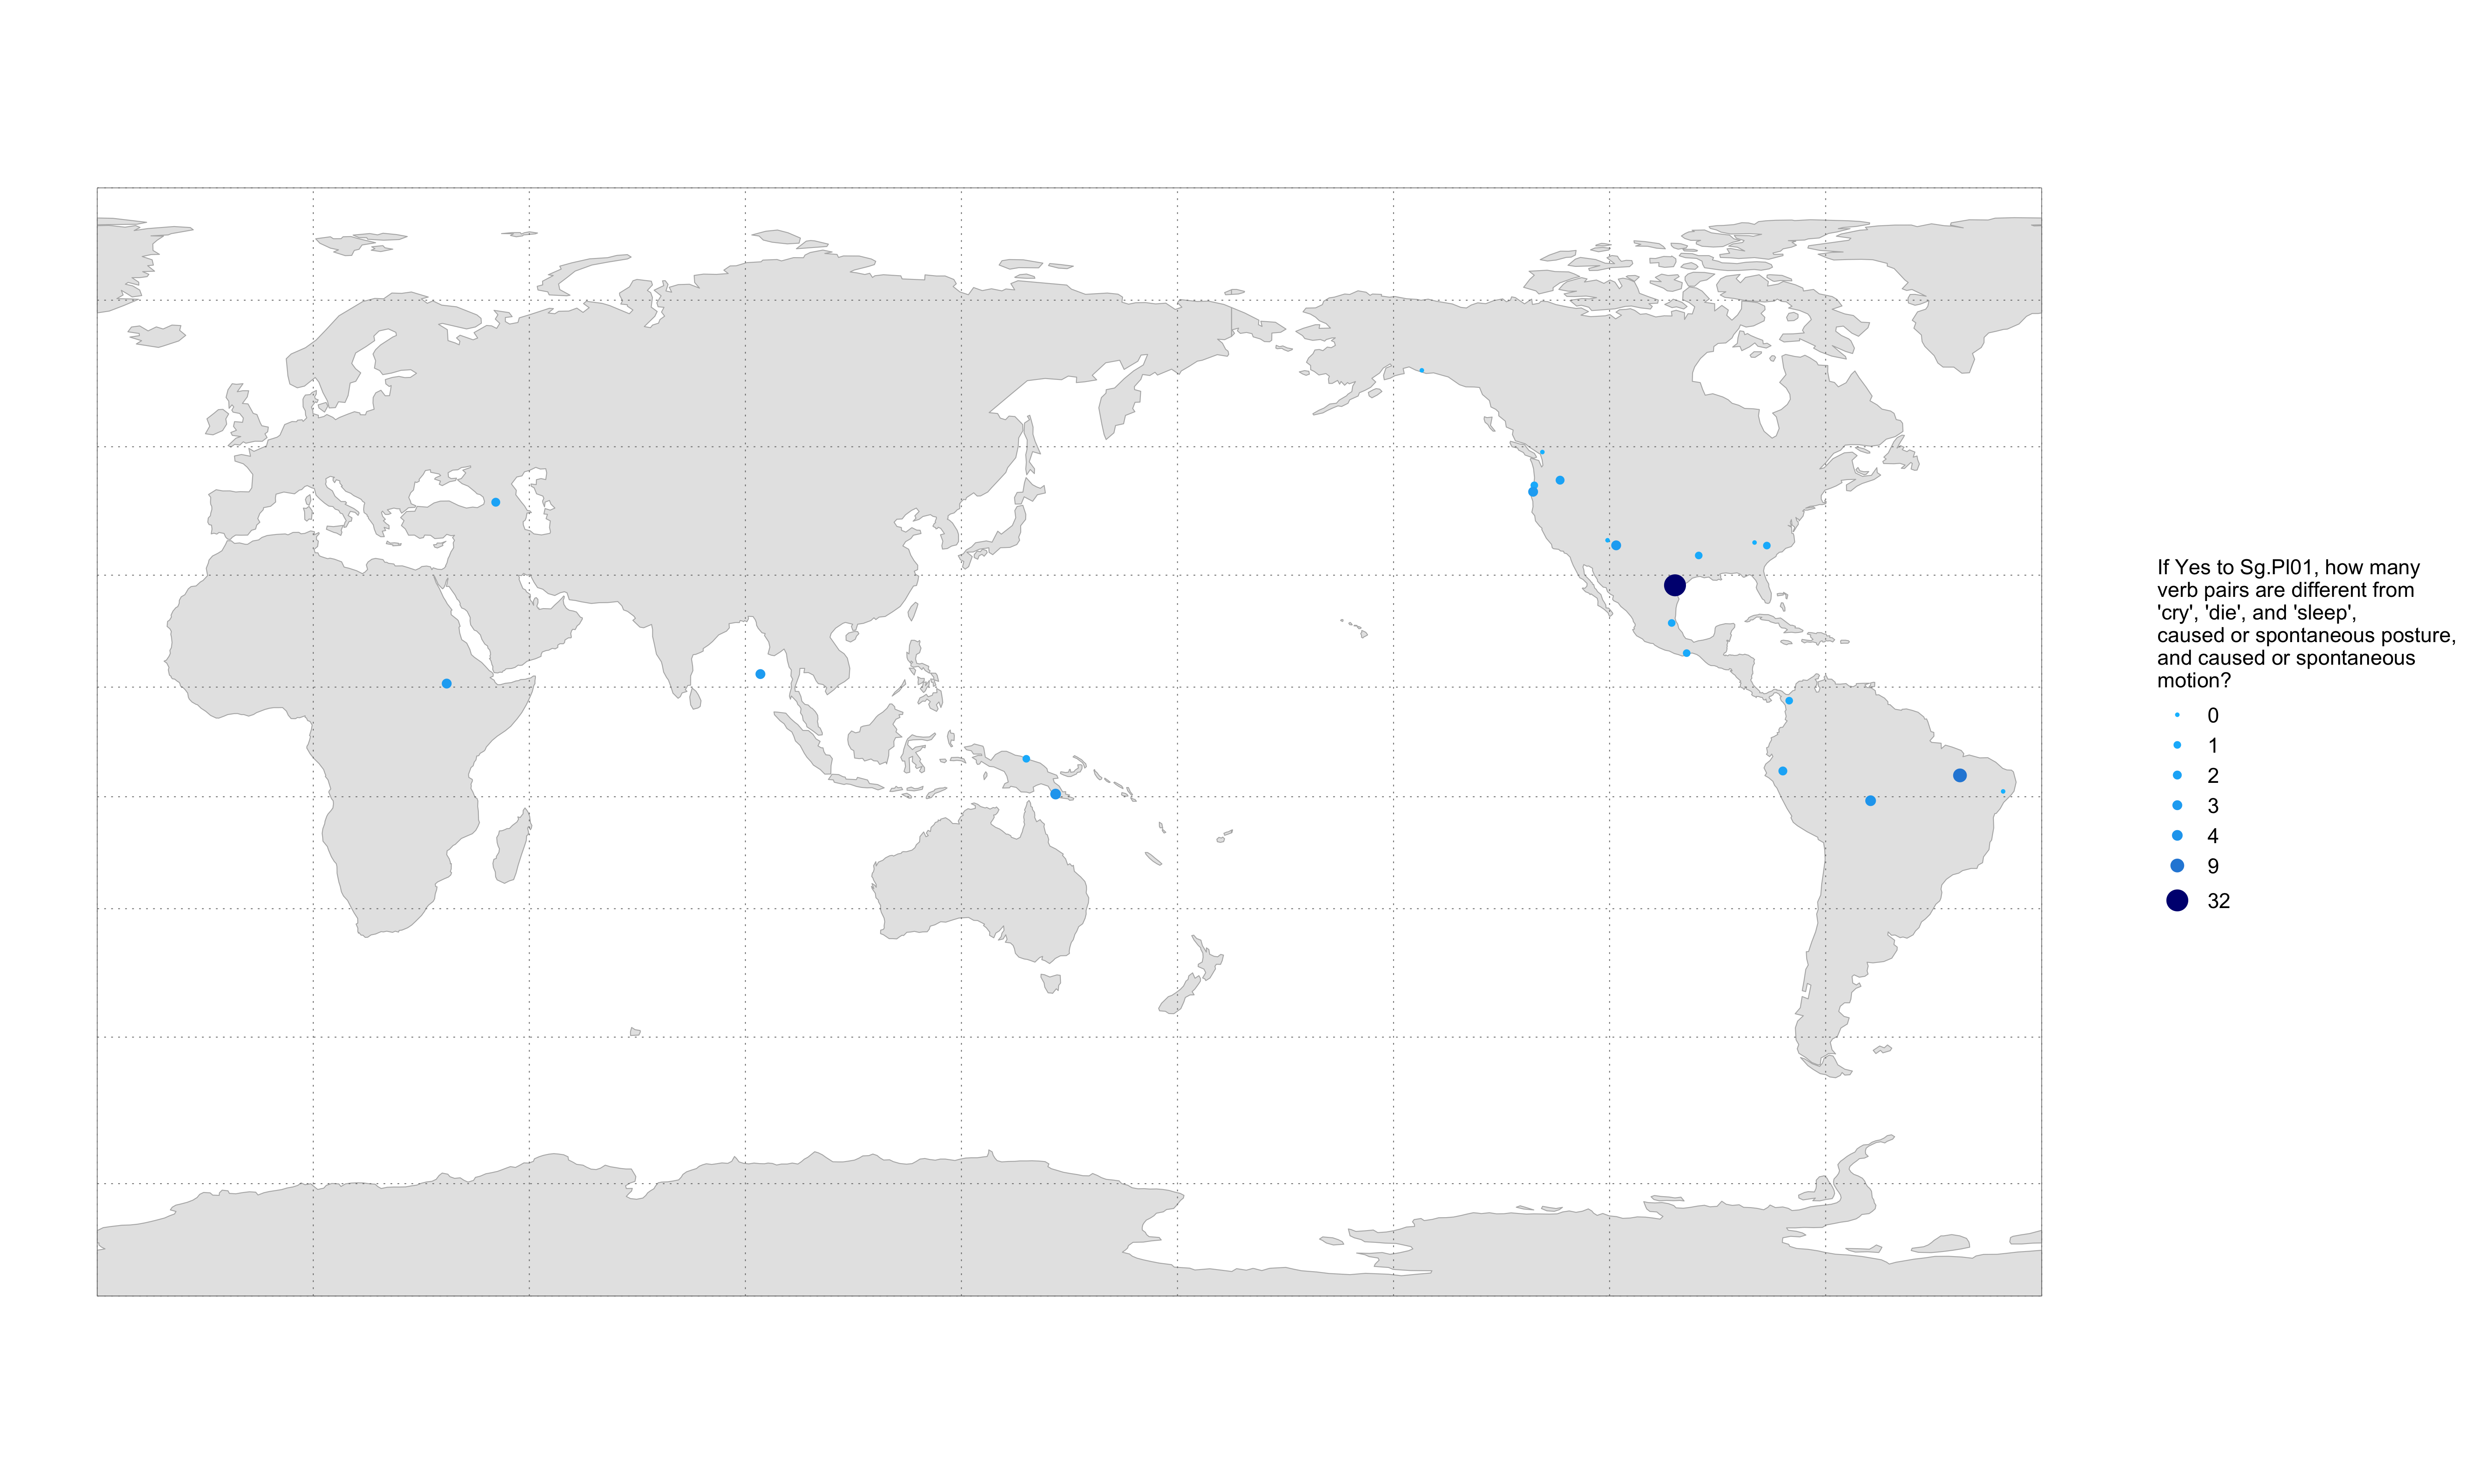 If Yes to Sg.Pl01, how many
verb pairs are different from
'cry', 'die', and 'sleep',
caused or spontaneous posture,
and caused or spontaneous
motion?
0
1
2
3
4
9
32